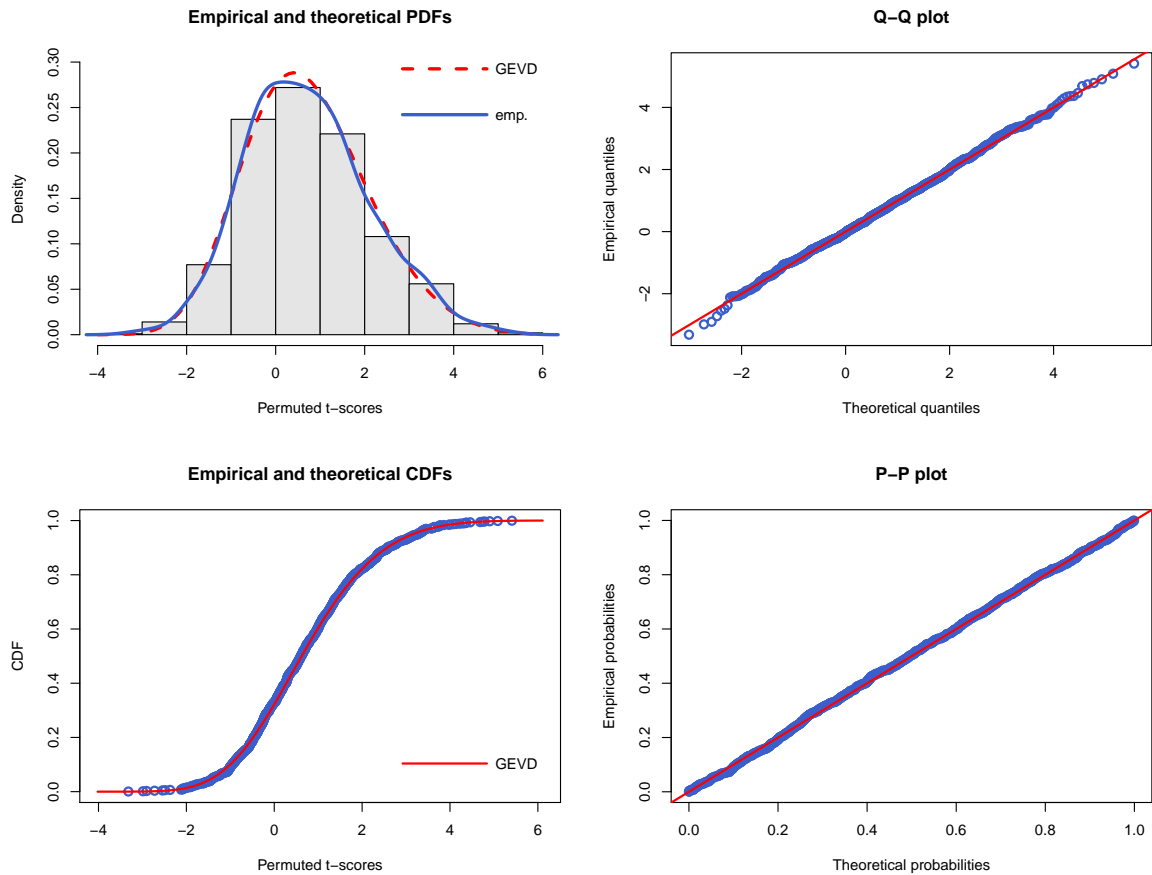 Empirical and theoretical PDFs
0.30
0.25
0.20
0.15
0.10
0.05
0.00
Density
GEVD
emp.
−4 −2 0 2 4 6
Permuted t−scores
Q−Q plot
4
2
0
−2
Empirical quantiles
−2 0 2 4
Theoretical quantiles
Empirical and theoretical CDFs
1.0
0.8
0.6
0.4
0.2
0.0
CDF
GEVD
−4 −2 0 2 4 6
Permuted t−scores
P−P plot
1.0
0.8
0.6
0.4
0.2
0.0
Empirical probabilities
0.0 0.2 0.4 0.6 0.8 1.0
Theoretical probabilities